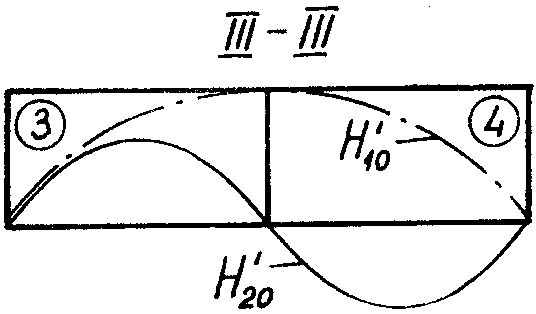 III – III
3
4
H'₁₀
H'₂₀